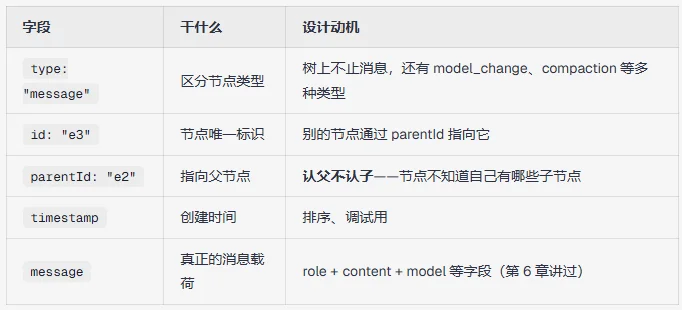 字段 干什么 设计动机
type: 树上不止消息，还有 model_change、compaction 等多
"message" 区分节点类型 种类型
id: "e3" 节点唯一标识 别的节点通过 parentId 指向它
parentId: "e2" 指向父节点 认父不认子——节点不知道自己有哪些子节点
timestamp 创建时间 排序、调试用
message 真正的消息载 role + content + model 等字段（第 6 章讲过）
荷